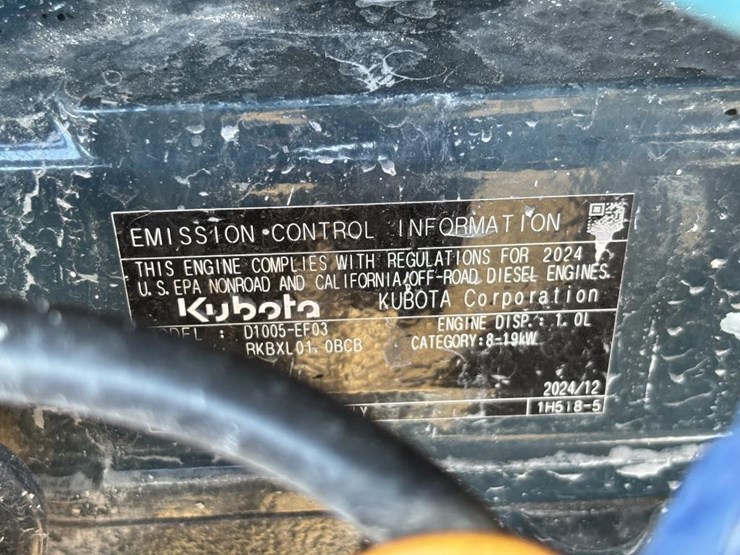 EMISSION CONTROL INFORMATION
THIS ENGINE COMPLIES WITH REGULATIONS FOR 2024
U.S. EPA NONROAD AND CALIFORNIA OFF-ROAD DIESEL ENGINES.
Kubota KUBOTA Corporation
: D1005-EF03 ENGINE DISP.: 1.0L
RKBXL01.0BCB CATEGORY:8-19kW
2024/12
1H518-5